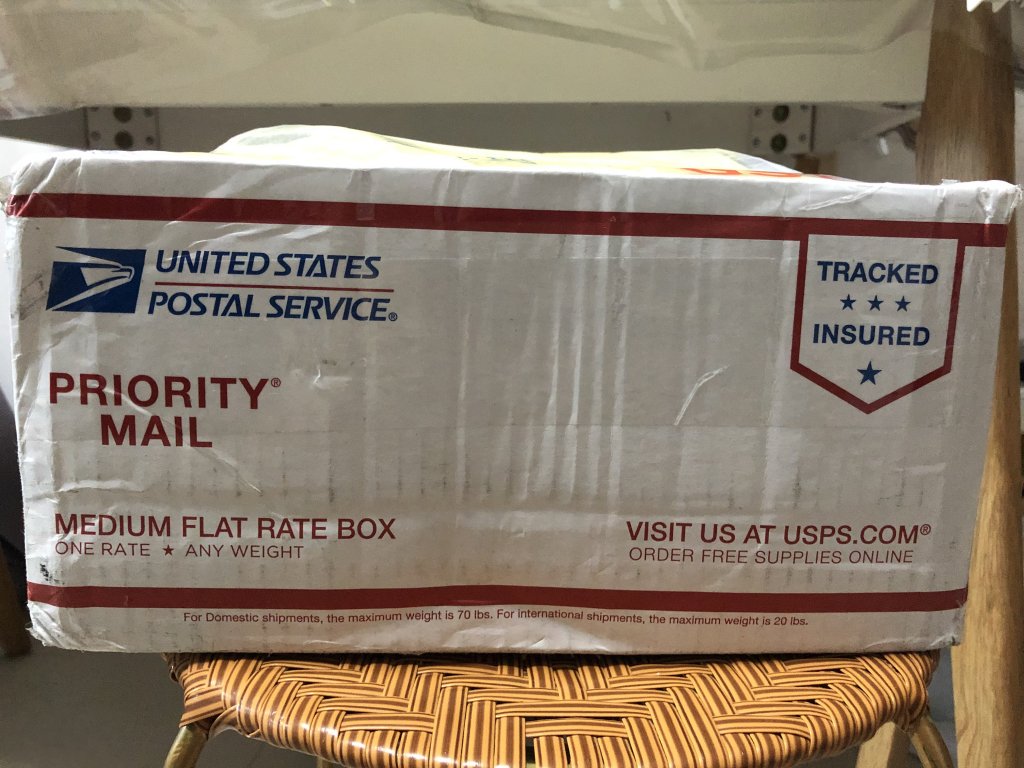 UNITED STATES
POSTAL SERVICE®
TRACKED
★ ★ ★
INSURED
★
PRIORITY®
MAIL
MEDIUM FLAT RATE BOX
ONE RATE ★ ANY WEIGHT
VISIT US AT USPS.COM®
ORDER FREE SUPPLIES ONLINE
For Domestic shipments, the maximum weight is 70 lbs. For international shipments, the maximum weight is 20 lbs.